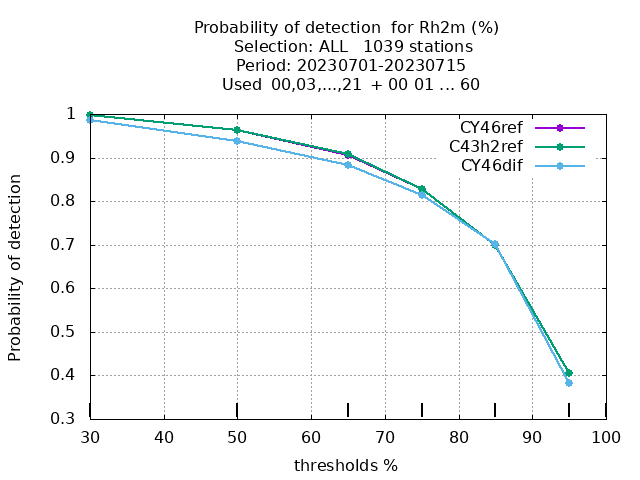 Probability of detection  for Rh2m (%)
Selection: ALL   1039 stations
Period: 20230701-20230715
Used  00,03,...,21  + 00 01 ... 60
CY46ref
C43h2ref
CY46dif
Probability of detection
1
0.9
0.8
0.7
0.6
0.5
0.4
0.3
30 40 50 60 70 80 90 100
thresholds %